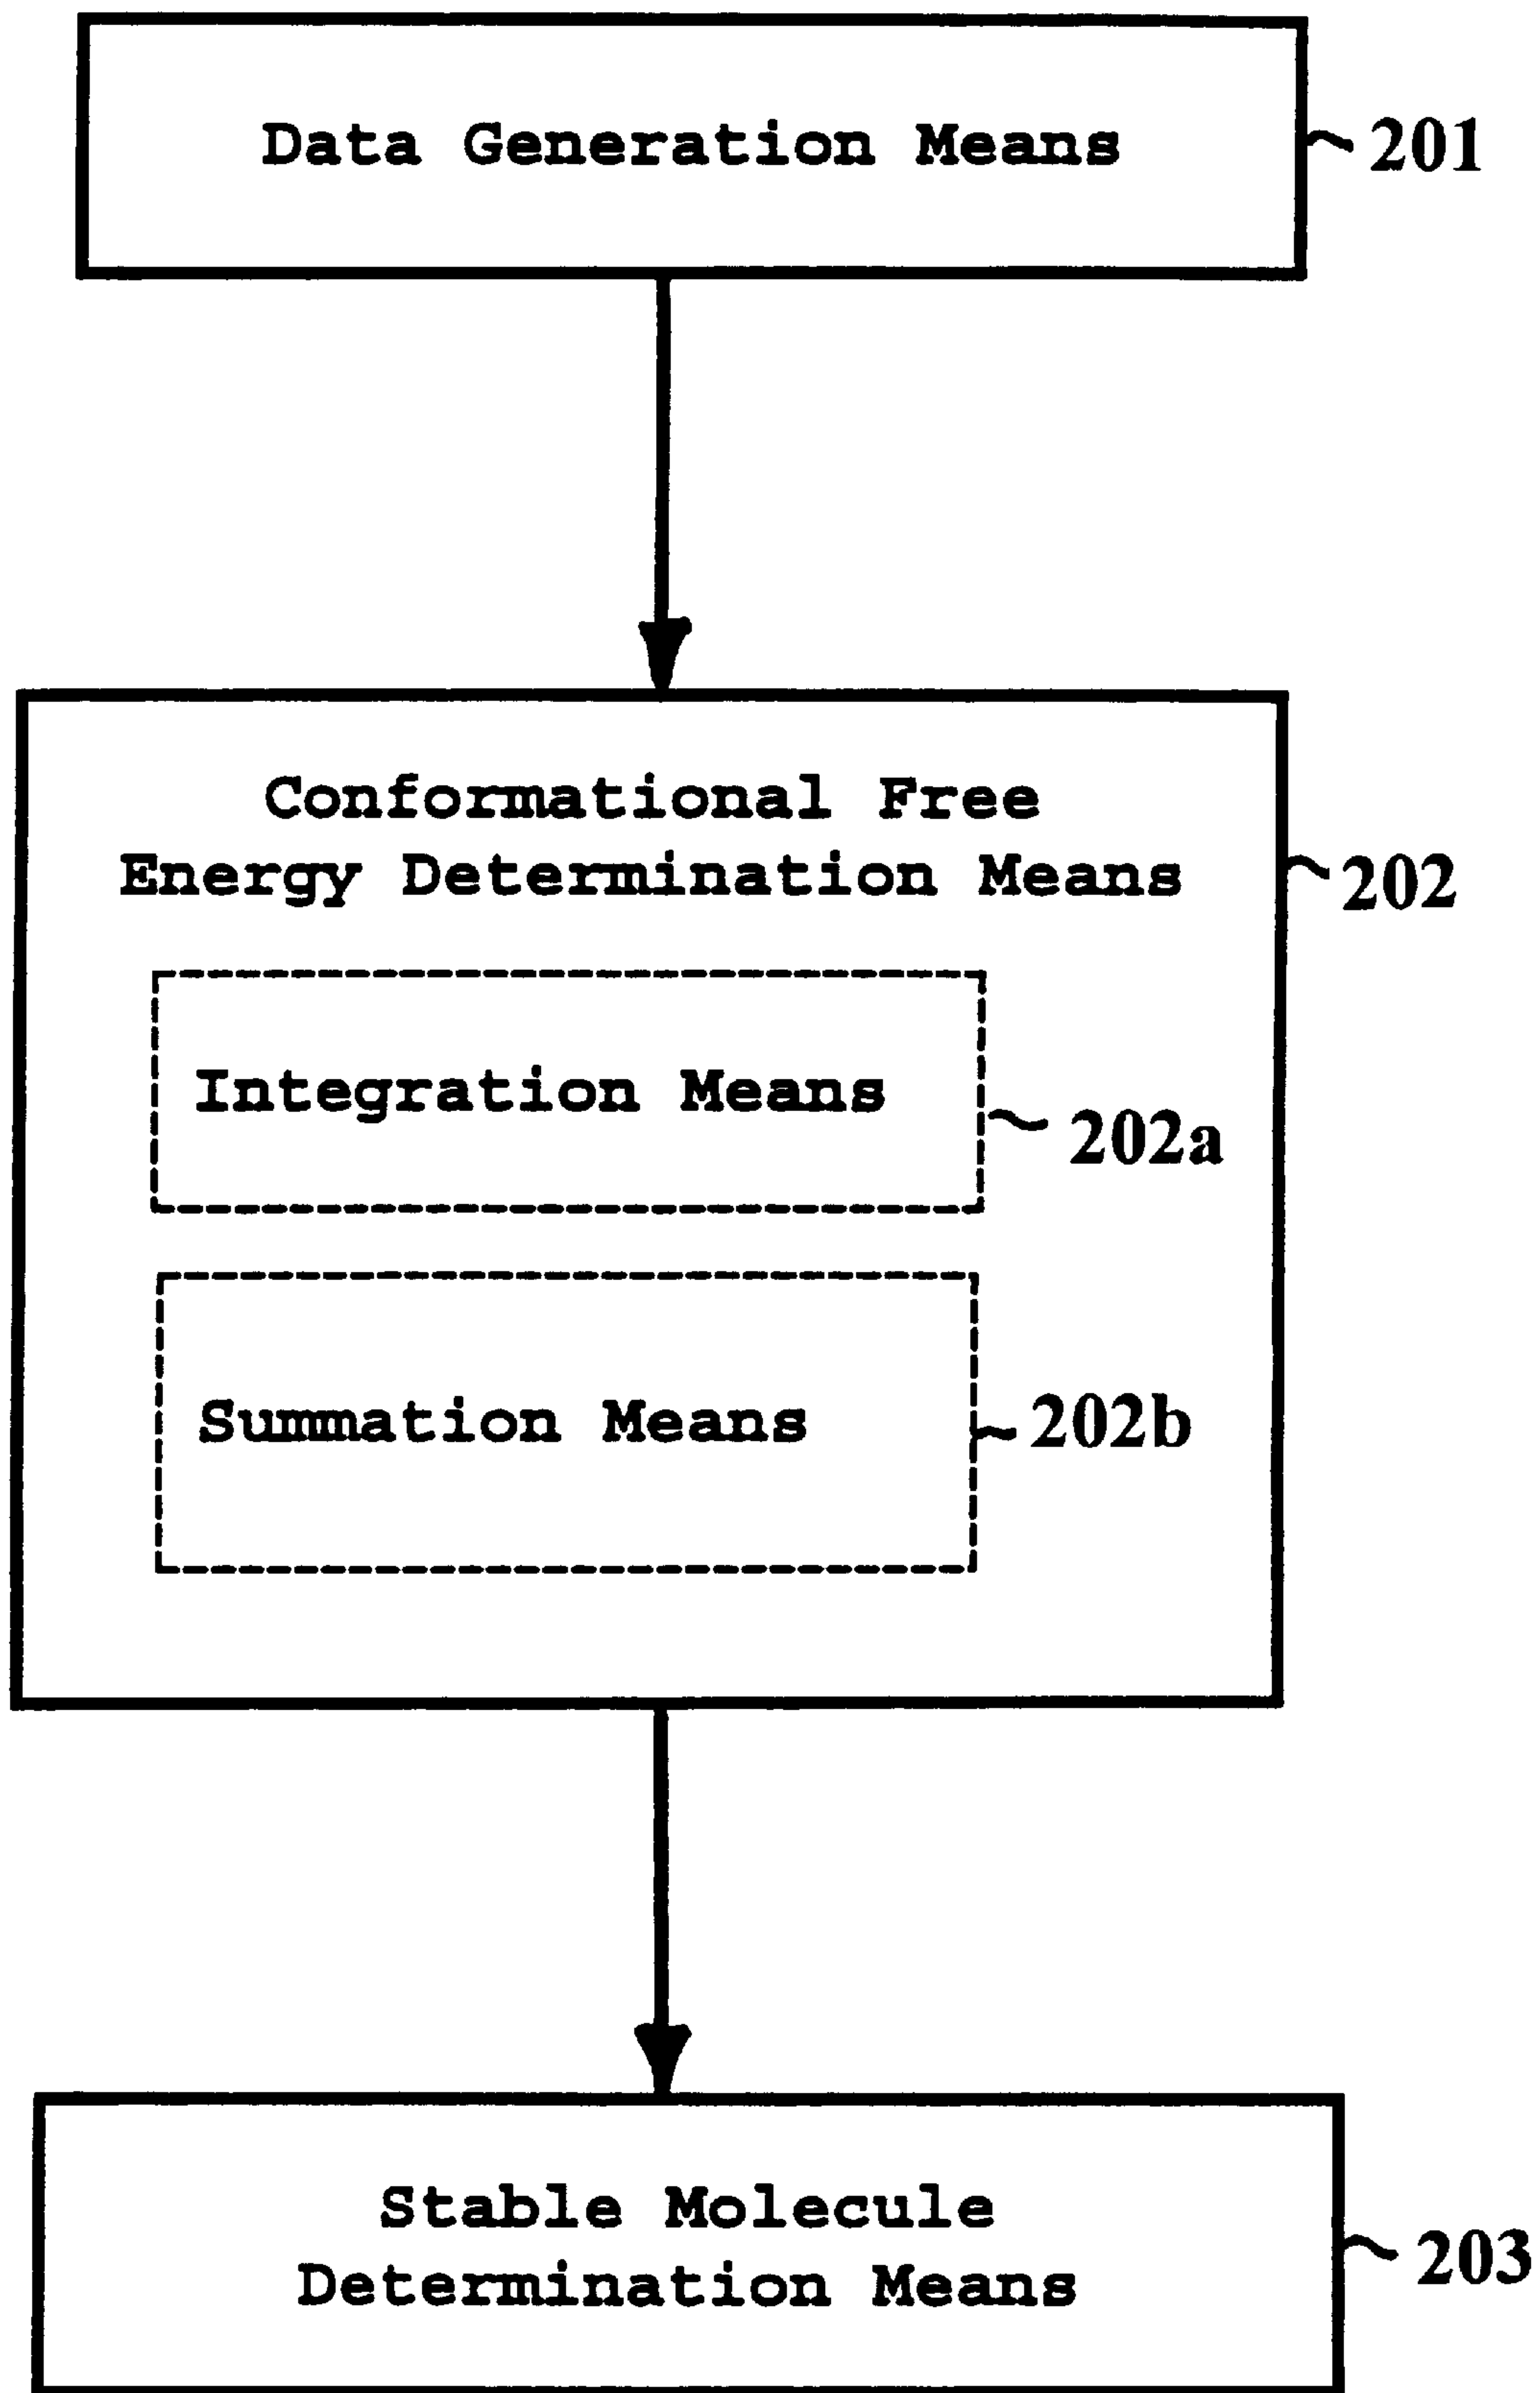 Data Generation Means
201
Conformational Free
Energy Determination Means
202
Integration Means
202a
Summation Means
202b
Stable Molecule
Determination Means
203